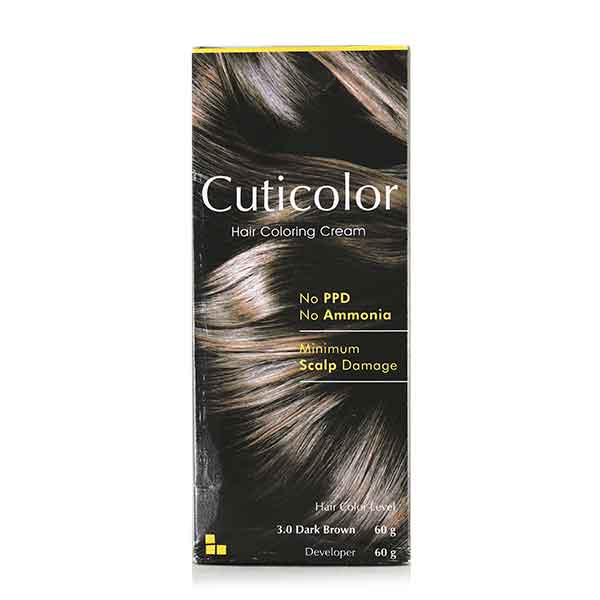 Cuticolor
Hair Coloring Cream
No PPD
No Ammonia
Minimum
Scalp Damage
Hair Color Level
3.0 Dark Brown 60 g
Developer 60 g